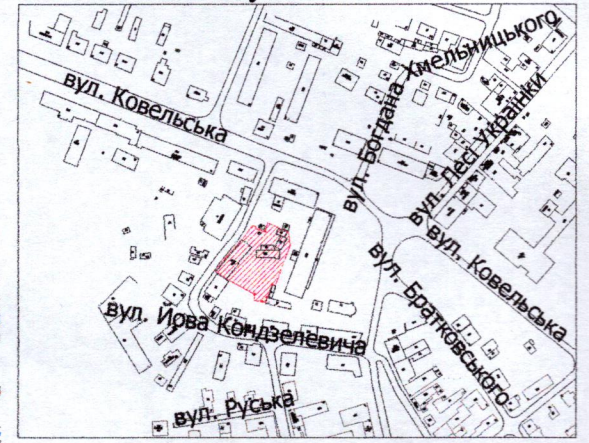 вул. Ковельська
вул. Богдана Хмельницького
вул. Лесі Українки
вул. Ковельська
вул. Братковського
вул. Йова Кондзелевича
вул. Руська